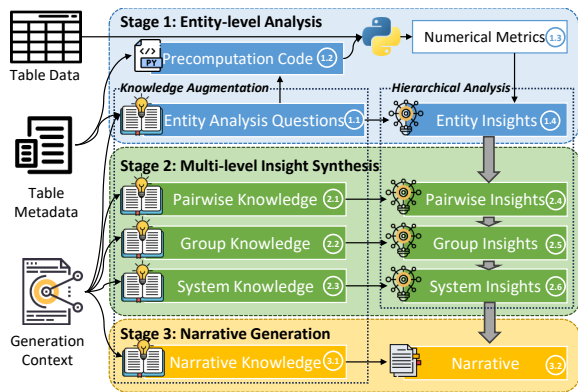 Stage 1: Entity-level Analysis
Table Data
PY
Precomputation Code 1.2
Numerical Metrics 1.3
Knowledge Augmentation
Hierarchical Analysis
Entity Analysis Questions 1.1
Entity Insights 1.4
Table
Metadata
Stage 2: Multi-level Insight Synthesis
Pairwise Knowledge 2.1
Pairwise Insights 2.4
Group Knowledge 2.2
Group Insights 2.5
System Knowledge 2.3
System Insights 2.6
Generation
Context
Stage 3: Narrative Generation
Narrative Knowledge 3.1
Narrative 3.2